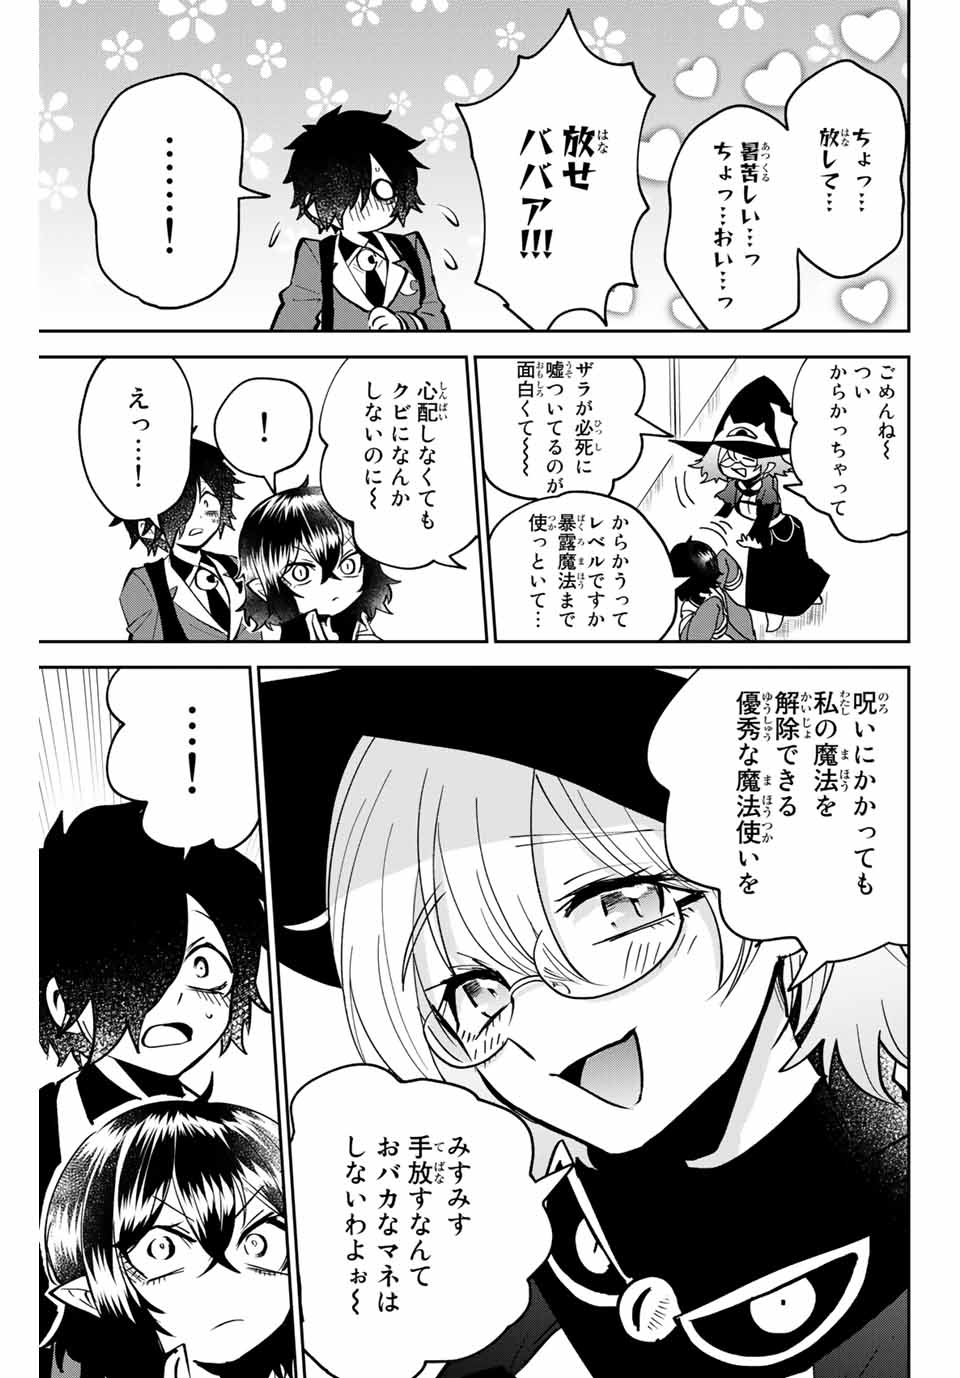 ちょっ…
放して…
暑苦しい…っ
ちょっ…おい…っ
放せ
ババア!!!
……！
ごめんね～
つい
からかっちゃって
ザラが必死に
嘘ついてるのが
面白くて～～
からかうって
レベルですか
暴露魔法まで
使っといて…
心配しなくても
クビになんか
しないのに～
！
えっ…！
呪いにかかっても
私の魔法を
解除できる
優秀な魔法使いを
みすみす
手放すなんて
おバカなマネは
しないわよぉ～
…！